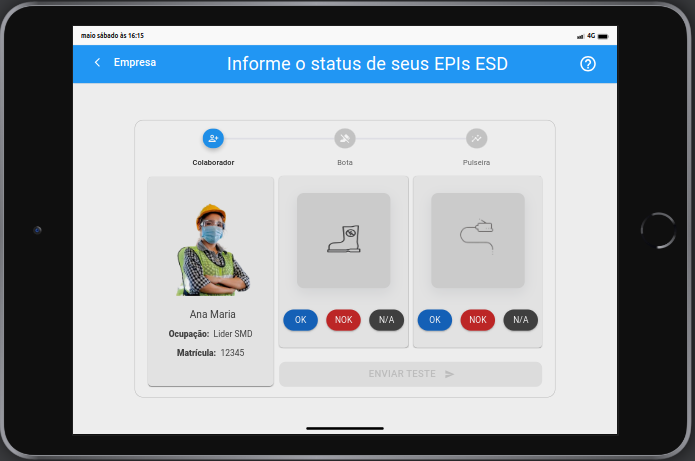 maio sábado às 16:15
4G
Empresa
Informe o status de seus EPIs ESD
Colaborador
Bota
Pulseira
Ana Maria
Ocupação: Lider SMD
Matrícula: 12345
OK
NOK
N/A
OK
NOK
N/A
ENVIAR TESTE